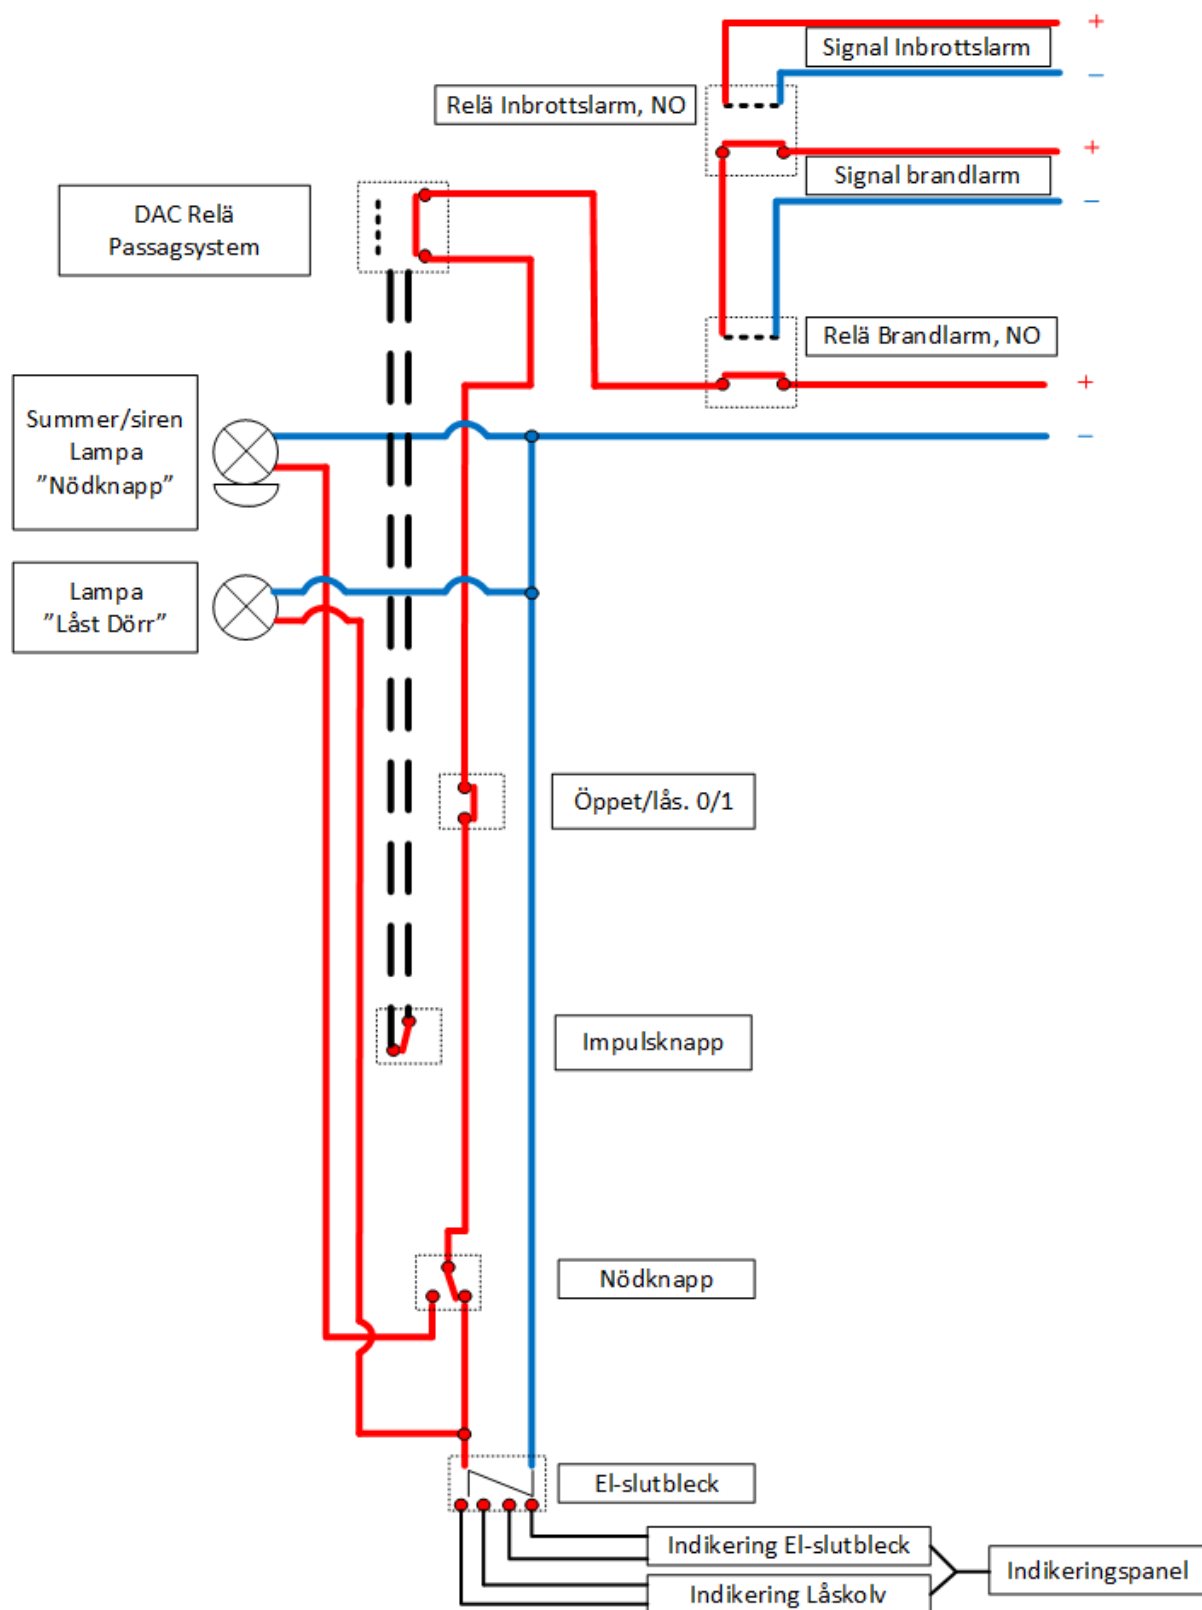 +
Signal Inbrottslarm
–
Relä Inbrottslarm, NO
+
Signal brandlarm
–
DAC Relä
Passagsystem
Relä Brandlarm, NO
+
–
Summer/siren
Lampa
”Nödknapp”
Lampa
”Låst Dörr”
Öppet/lås. 0/1
Impulsknapp
Nödknapp
El-slutbleck
Indikering El-slutbleck
Indikeringspanel
Indikering Låskolv